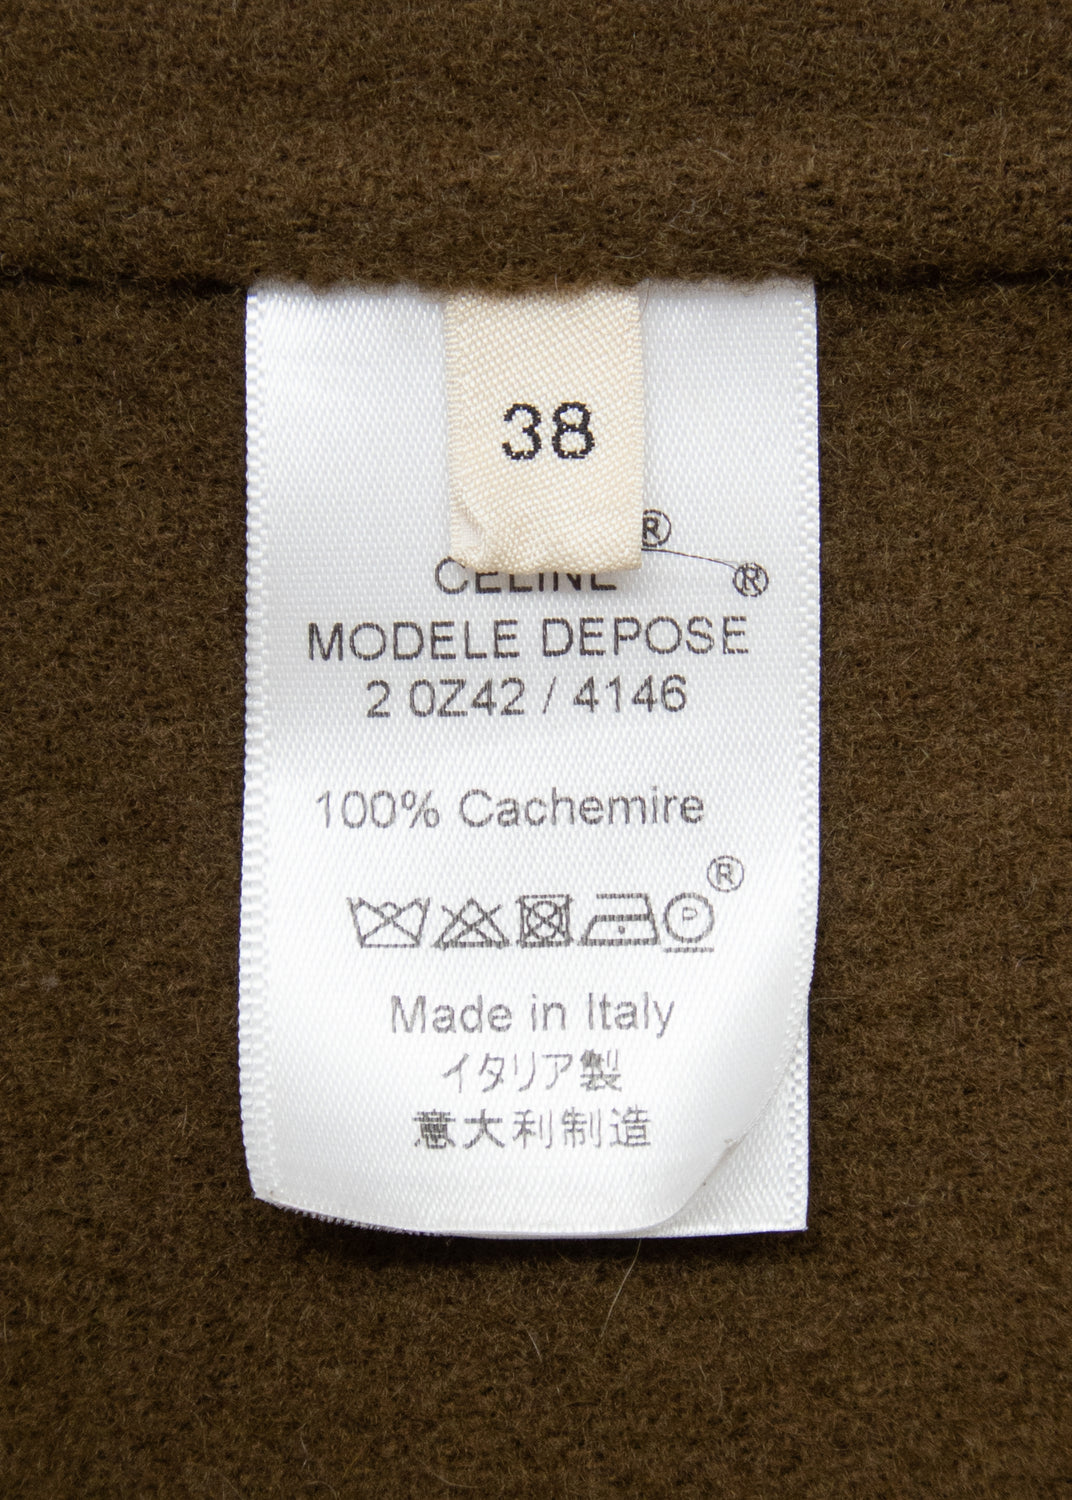 38
®
CELINE ®
MODELE DEPOSE
2 0Z42 / 4146
100% Cachemire
®
P
Made in Italy
イタリア製
意大利制造